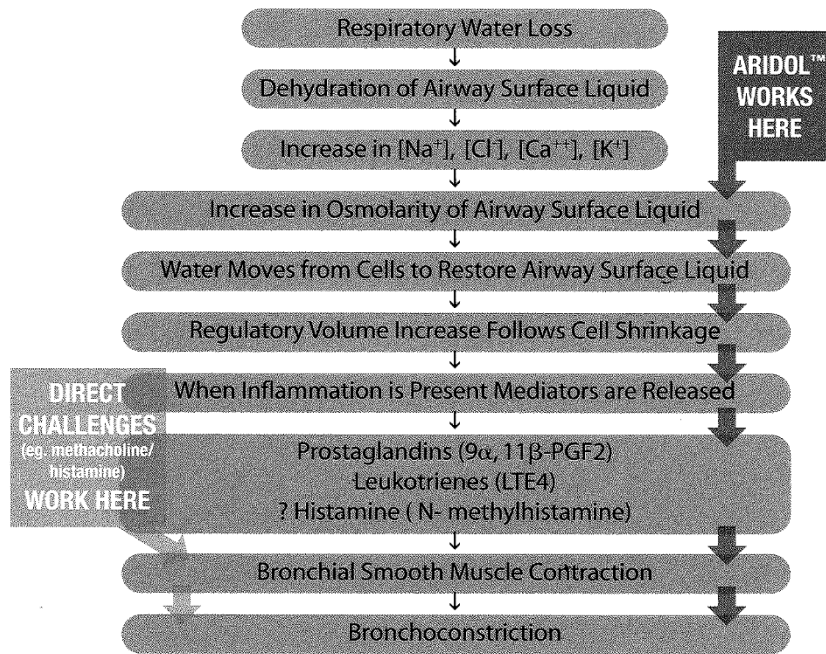 Respiratory Water Loss
Dehydration of Airway Surface Liquid
Increase in [Na⁺], [Cl⁻], [Ca⁺⁺], [K⁺]
ARIDOL™
WORKS
HERE
Increase in Osmolarity of Airway Surface Liquid
Water Moves from Cells to Restore Airway Surface Liquid
Regulatory Volume Increase Follows Cell Shrinkage
When Inflammation is Present Mediators are Released
DIRECT
CHALLENGES
(eg. methacholine/
histamine)
WORK HERE
Prostaglandins (9α, 11β-PGF2)
Leukotrienes (LTE4)
? Histamine ( N- methylhistamine)
Bronchial Smooth Muscle Contraction
Bronchoconstriction